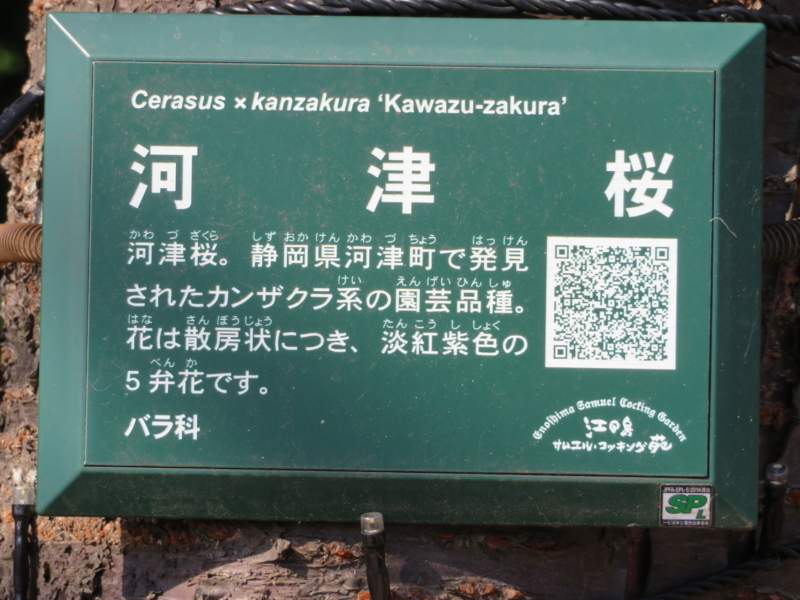 Cerasus × kanzakura ‘Kawazu-zakura’
河津桜
かわ づ ざくら しず おか けん かわ づ ちょう はっ けん
河津桜。静岡県河津町で発見
けい えん げい ひん しゅ
されたカンザクラ系の園芸品種。
はな さん ぼう じょう たん こう し しょく
花は散房状につき、淡紅紫色の
べん か
5弁花です。
バラ科
Enoshima Samuel Cocking Garden
江の島
サムエル・コッキング苑
SPL